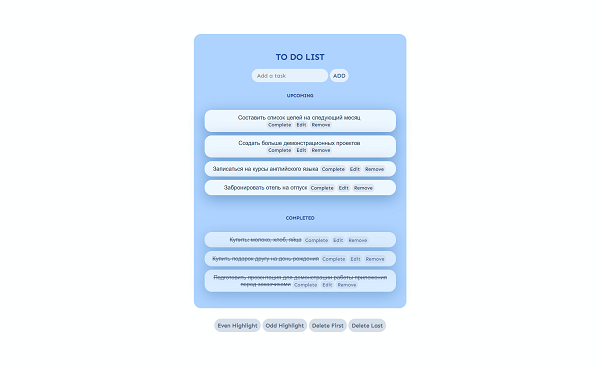 TO DO LIST
Add a task ADD
UPCOMING
Составить список целей на следующий месяц
Complete Edit Remove
Создать больше демонстрационных проектов
Complete Edit Remove
Записаться на курсы английского языка Complete Edit Remove
Забронировать отель на отпуск Complete Edit Remove
COMPLETED
Купить: молоко, хлеб, яйца Complete Edit Remove
Купить подарок другу на день рождения Complete Edit Remove
Подготовить презентацию для демонстрации работы приложения
перед заказчиками Complete Edit Remove
Even Highlight Odd Highlight Delete First Delete Last